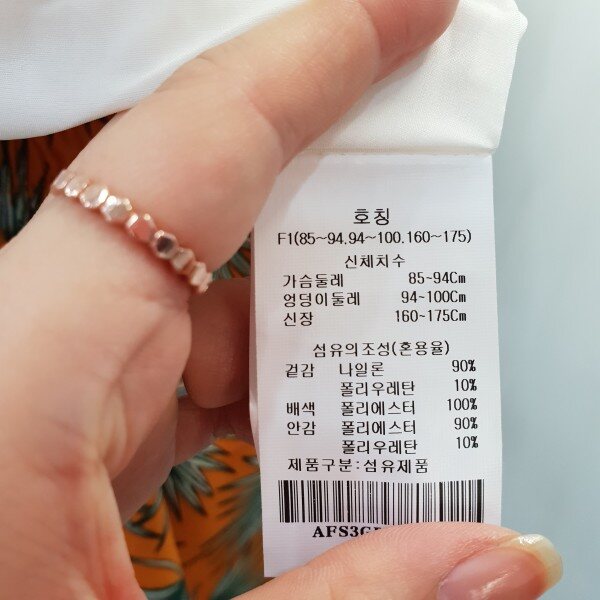 호칭
F1(85~94.94~100.160~175)
신체치수
가슴둘레 85~94Cm
엉덩이둘레 94~100Cm
신장 160~175Cm
섬유의조성(혼용율)
겉감 나일론 90%
폴리우레탄 10%
배색 폴리에스터 100%
안감 폴리에스터 90%
폴리우레탄 10%
제품구분:섬유제품